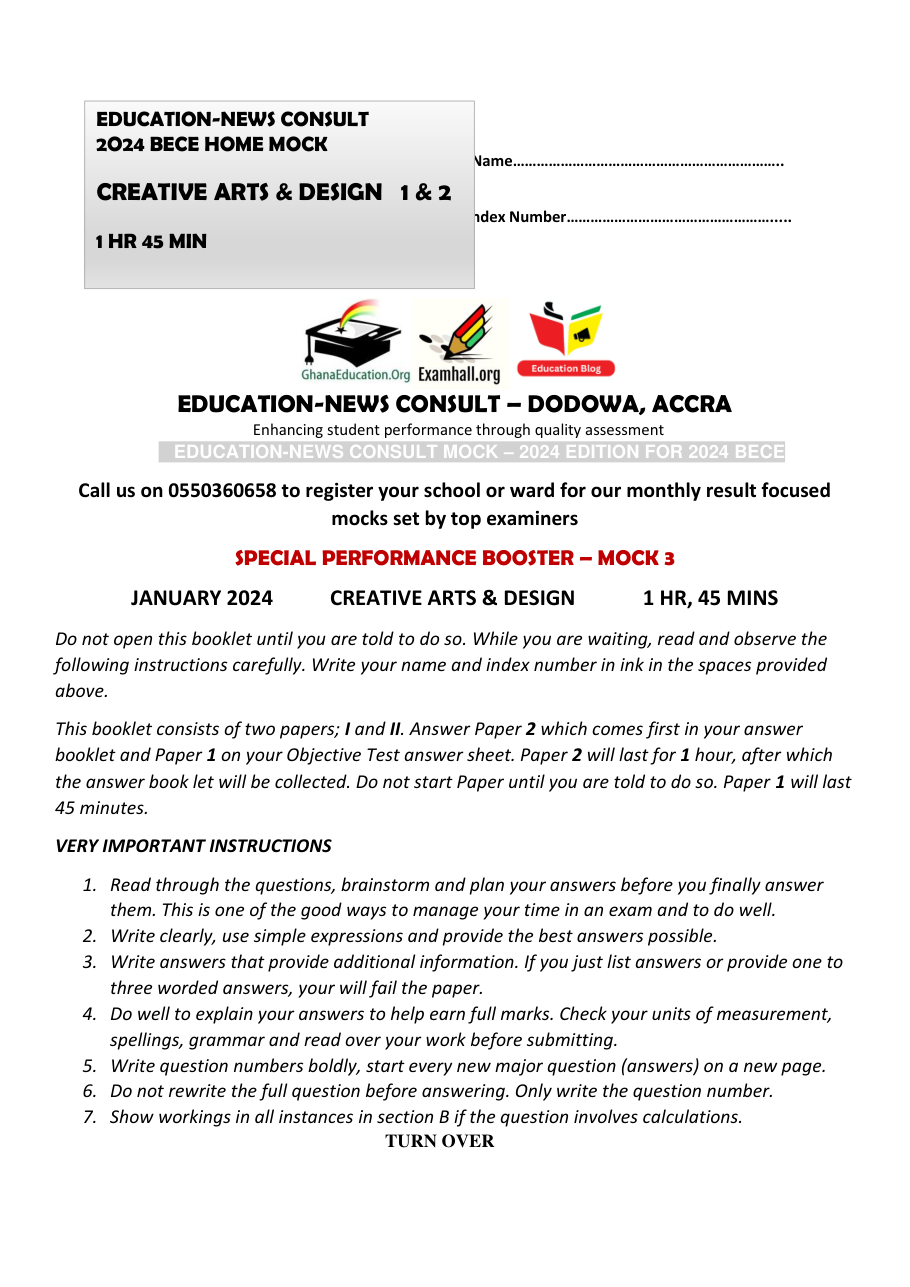 EDUCATION-NEWS CONSULT
2024 BECE HOME MOCK
CREATIVE ARTS & DESIGN 1 & 2
1 HR 45 MIN
Name…………………………………………………………..
ndex Number…………………………………………….....
GhanaEducation.Org
Examhall.org
Education Blog
EDUCATION-NEWS CONSULT – DODOWA, ACCRA
Enhancing student performance through quality assessment
EDUCATION-NEWS CONSULT MOCK – 2024 EDITION FOR 2024 BECE
Call us on 0550360658 to register your school or ward for our monthly result focused
mocks set by top examiners
SPECIAL PERFORMANCE BOOSTER – MOCK 3
JANUARY 2024 CREATIVE ARTS & DESIGN 1 HR, 45 MINS
Do not open this booklet until you are told to do so. While you are waiting, read and observe the
following instructions carefully. Write your name and index number in ink in the spaces provided
above.
This booklet consists of two papers; I and II. Answer Paper 2 which comes first in your answer
booklet and Paper 1 on your Objective Test answer sheet. Paper 2 will last for 1 hour, after which
the answer book let will be collected. Do not start Paper until you are told to do so. Paper 1 will last
45 minutes.
VERY IMPORTANT INSTRUCTIONS
1. Read through the questions, brainstorm and plan your answers before you finally answer
them. This is one of the good ways to manage your time in an exam and to do well.
2. Write clearly, use simple expressions and provide the best answers possible.
3. Write answers that provide additional information. If you just list answers or provide one to
three worded answers, your will fail the paper.
4. Do well to explain your answers to help earn full marks. Check your units of measurement,
spellings, grammar and read over your work before submitting.
5. Write question numbers boldly, start every new major question (answers) on a new page.
6. Do not rewrite the full question before answering. Only write the question number.
7. Show workings in all instances in section B if the question involves calculations.
TURN OVER